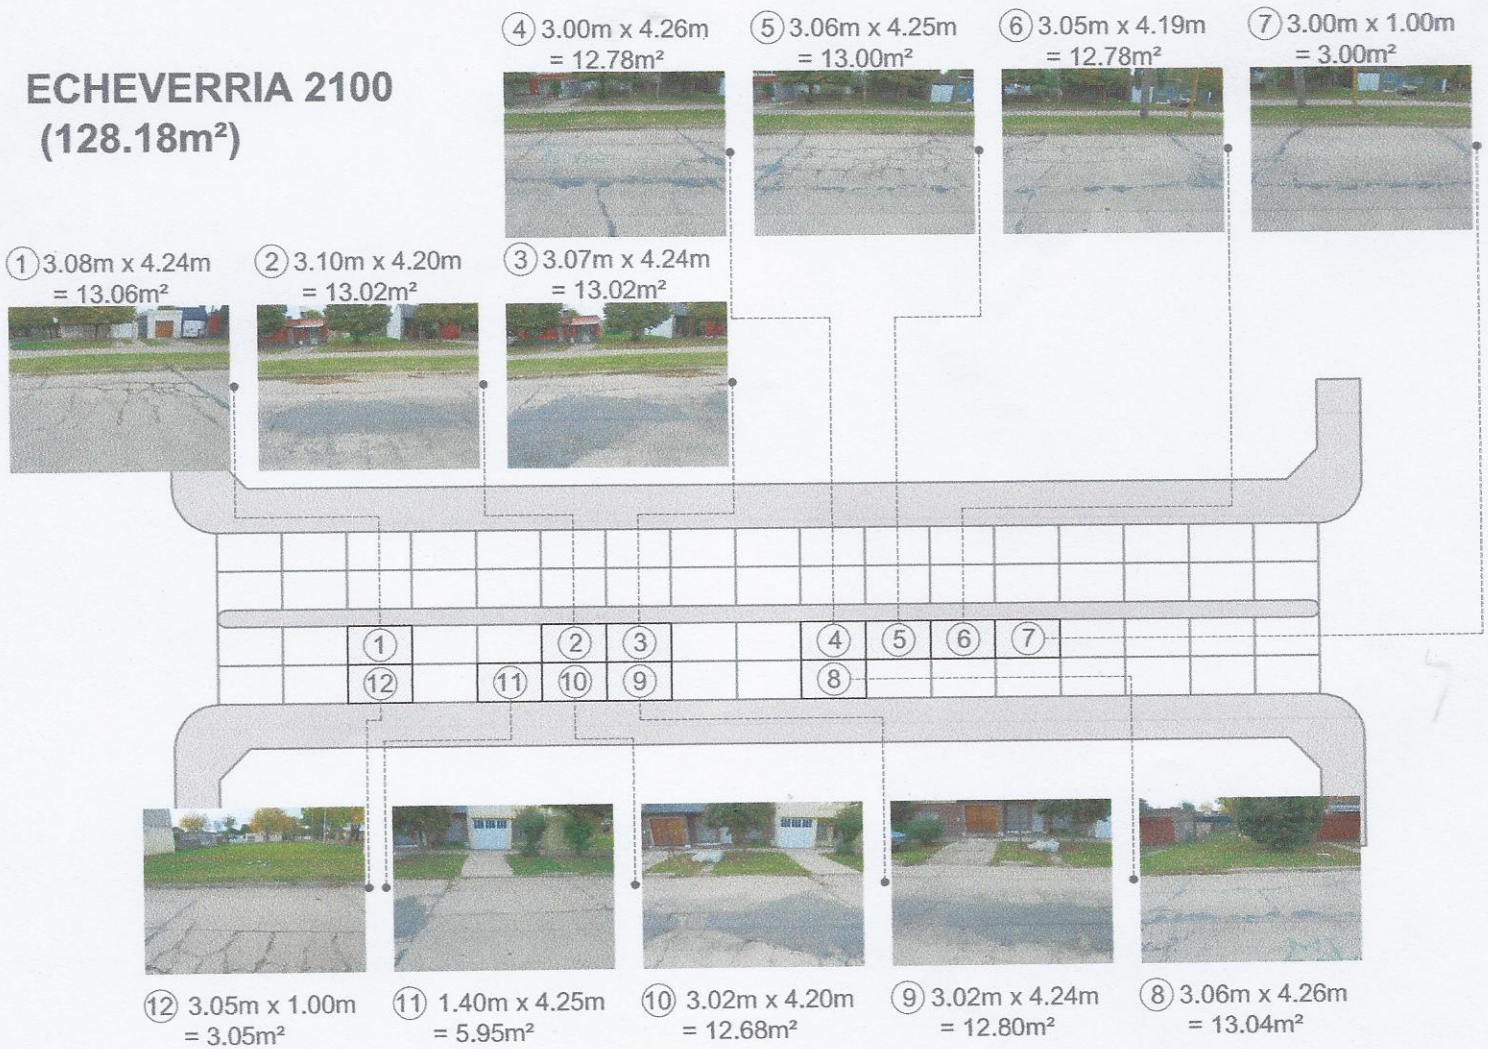 ECHEVERRIA 2100
(128.18m²)
④ 3.00m x 4.26m
= 12.78m²
⑤ 3.06m x 4.25m
= 13.00m²
⑥ 3.05m x 4.19m
= 12.78m²
⑦ 3.00m x 1.00m
= 3.00m²
① 3.08m x 4.24m
= 13.06m²
② 3.10m x 4.20m
= 13.02m²
③ 3.07m x 4.24m
= 13.02m²
① ② ③ ④ ⑤ ⑥ ⑦
⑫ ⑪ ⑩ ⑨ ⑧
⑫ 3.05m x 1.00m
= 3.05m²
⑪ 1.40m x 4.25m
= 5.95m²
⑩ 3.02m x 4.20m
= 12.68m²
⑨ 3.02m x 4.24m
= 12.80m²
⑧ 3.06m x 4.26m
= 13.04m²